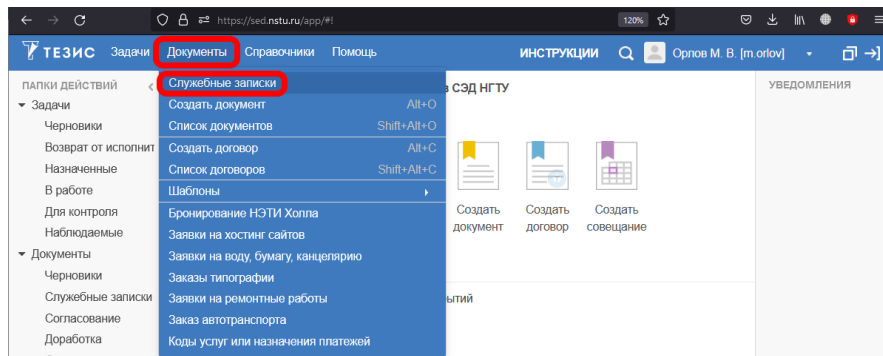 https://sed.nstu.ru/app/#!
120%
ТЕЗИС Задачи Документы Справочники Помощь ИНСТРУКЦИИ Орлов М. В. [m.orlov]
ПАПКИ ДЕЙСТВИЙ
Задачи
Черновики
Возврат от исполнит
Назначенные
В работе
Для контроля
Наблюдаемые
Документы
Черновики
Служебные записки
Согласование
Доработка
Служебные записки
Создать документ Alt+O
Список документов Shift+Alt+O
Создать договор Alt+C
Список договоров Shift+Alt+C
Шаблоны
Бронирование НЭТИ Холла
Заявки на хостинг сайтов
Заявки на воду, бумагу, канцелярию
Заказы типографии
Заявки на ремонтные работы
Заказ автотранспорта
Коды услуг или назначения платежей
в СЭД НГТУ
Создать документ
Создать договор
Создать совещание
ытий
УВЕДОМЛЕНИЯ